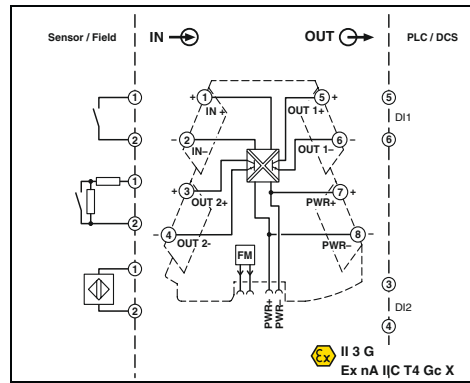 Sensor / Field IN OUT PLC / DCS
1 + 1 5 + 5
IN + OUT 1+
DI1
2 - 2 6 - 6
IN– OUT 1–
1 + 3 7 +
OUT 2+ PWR+
2 - 4 8 -
OUT 2- PWR–
1 FM 3
2 PWR+ PWR– DI2
4
Ex II 3 G
Ex nA IIC T4 Gc X